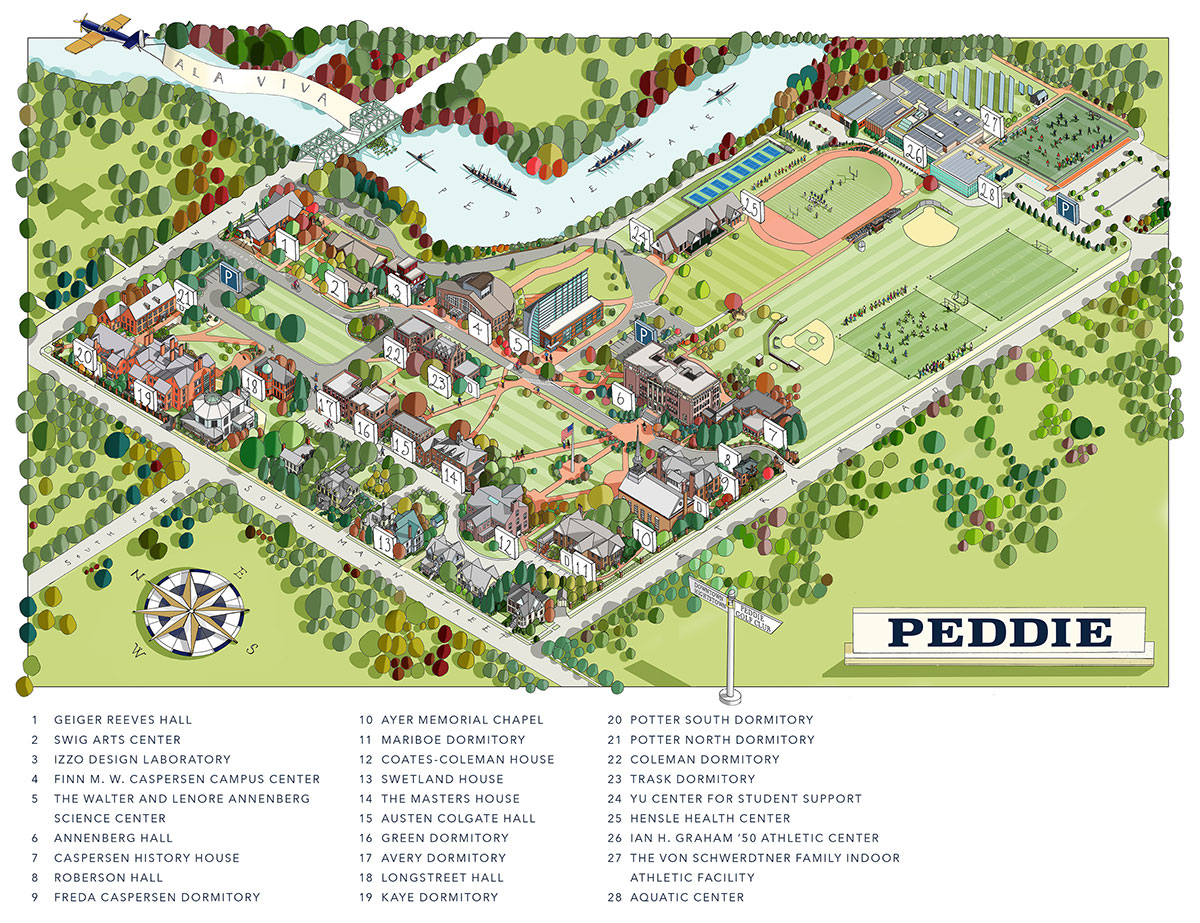 ALA VIVA
PEDDIE LAKE
27
26
28
P
25
24
1
P
2
3
21
4
5
P
22
20
18
23
19
17
6
16
7
15
8
14
9
13
12
10
11
SOUTH STREET
SOUTH MAIN STREET
ETRA ROAD
N
E
W
S
DOWNTOWN
HIGHTSTOWN
PEDDIE
GOLF CLUB
PEDDIE
1 GEIGER REEVES HALL
2 SWIG ARTS CENTER
3 IZZO DESIGN LABORATORY
4 FINN M. W. CASPERSEN CAMPUS CENTER
5 THE WALTER AND LENORE ANNENBERG
SCIENCE CENTER
6 ANNENBERG HALL
7 CASPERSEN HISTORY HOUSE
8 ROBERSON HALL
9 FREDA CASPERSEN DORMITORY
10 AYER MEMORIAL CHAPEL
11 MARIBOE DORMITORY
12 COATES-COLEMAN HOUSE
13 SWETLAND HOUSE
14 THE MASTERS HOUSE
15 AUSTEN COLGATE HALL
16 GREEN DORMITORY
17 AVERY DORMITORY
18 LONGSTREET HALL
19 KAYE DORMITORY
20 POTTER SOUTH DORMITORY
21 POTTER NORTH DORMITORY
22 COLEMAN DORMITORY
23 TRASK DORMITORY
24 YU CENTER FOR STUDENT SUPPORT
25 HENSLE HEALTH CENTER
26 IAN H. GRAHAM ’50 ATHLETIC CENTER
27 THE VON SCHWERDTNER FAMILY INDOOR
ATHLETIC FACILITY
28 AQUATIC CENTER